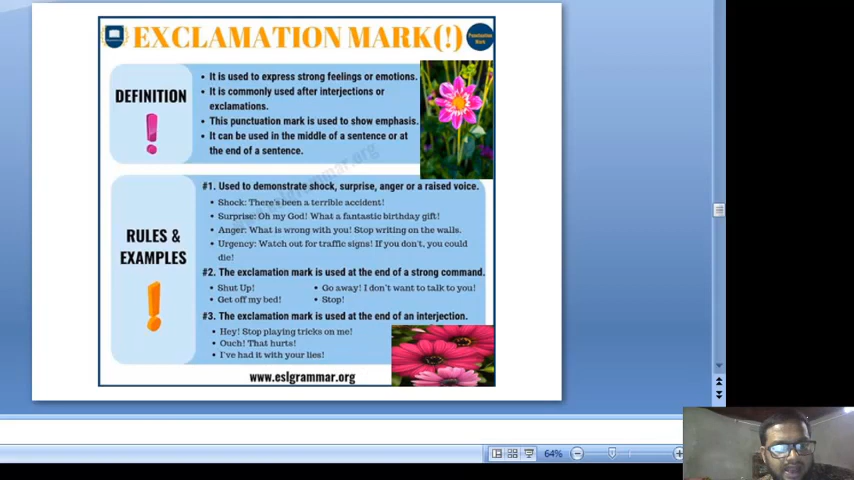 EXCLAMATION MARK(!)
Punctuation
Mark
DEFINITION
• It is used to express strong feelings or emotions.
• It is commonly used after interjections or
exclamations.
• This punctuation mark is used to show emphasis.
• It can be used in the middle of a sentence or at
the end of a sentence.
RULES &
EXAMPLES
#1. Used to demonstrate shock, surprise, anger or a raised voice.
• Shock: There's been a terrible accident!
• Surprise: Oh my God! What a fantastic birthday gift!
• Anger: What is wrong with you! Stop writing on the walls.
• Urgency: Watch out for traffic signs! If you don't, you could
die!
#2. The exclamation mark is used at the end of a strong command.
• Shut Up! • Go away! I don't want to talk to you!
• Get off my bed! • Stop!
#3. The exclamation mark is used at the end of an interjection.
• Hey! Stop playing tricks on me!
• Ouch! That hurts!
• I've had it with your lies!
www.eslgrammar.org
64%